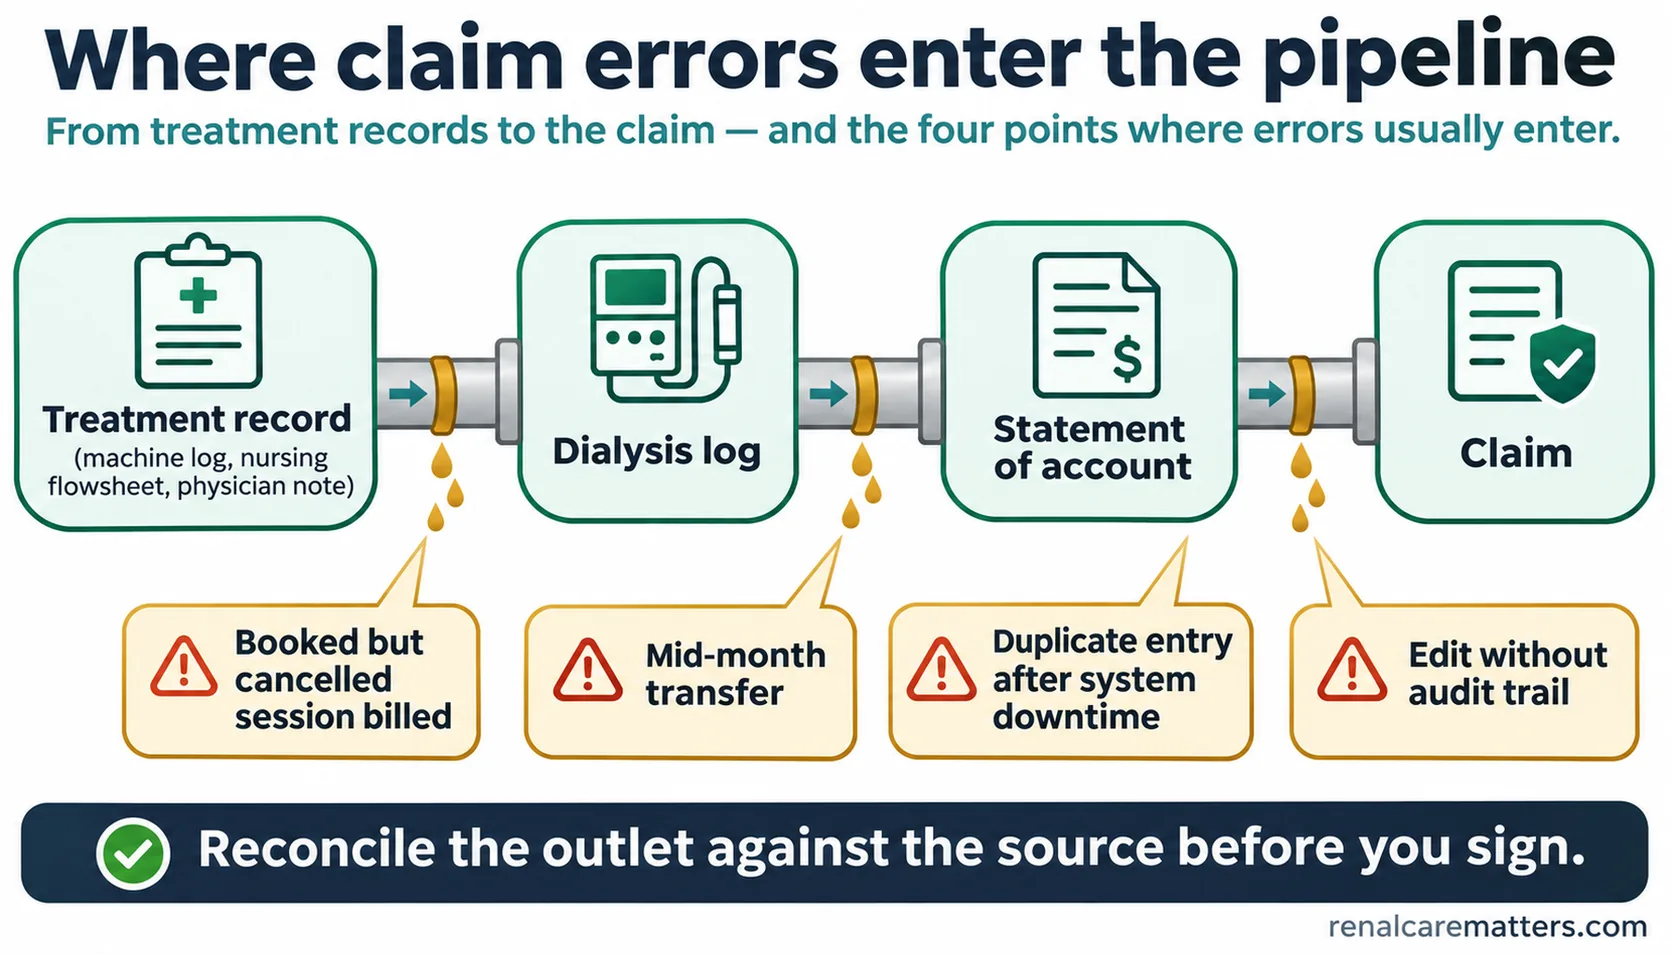 Where claim errors enter the pipeline
From treatment records to the claim — and the four points where errors usually enter.
Treatment record
(machine log, nursing
flowsheet, physician note)
Dialysis log
$
Statement
of account
Claim
Booked but
cancelled
session billed
Mid-month
transfer
Duplicate entry
after system
downtime
Edit without
audit trail
Reconcile the outlet against the source before you sign.
renalcarematters.com